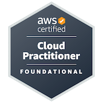 aws
certified
Cloud
Practitioner
FOUNDATIONAL